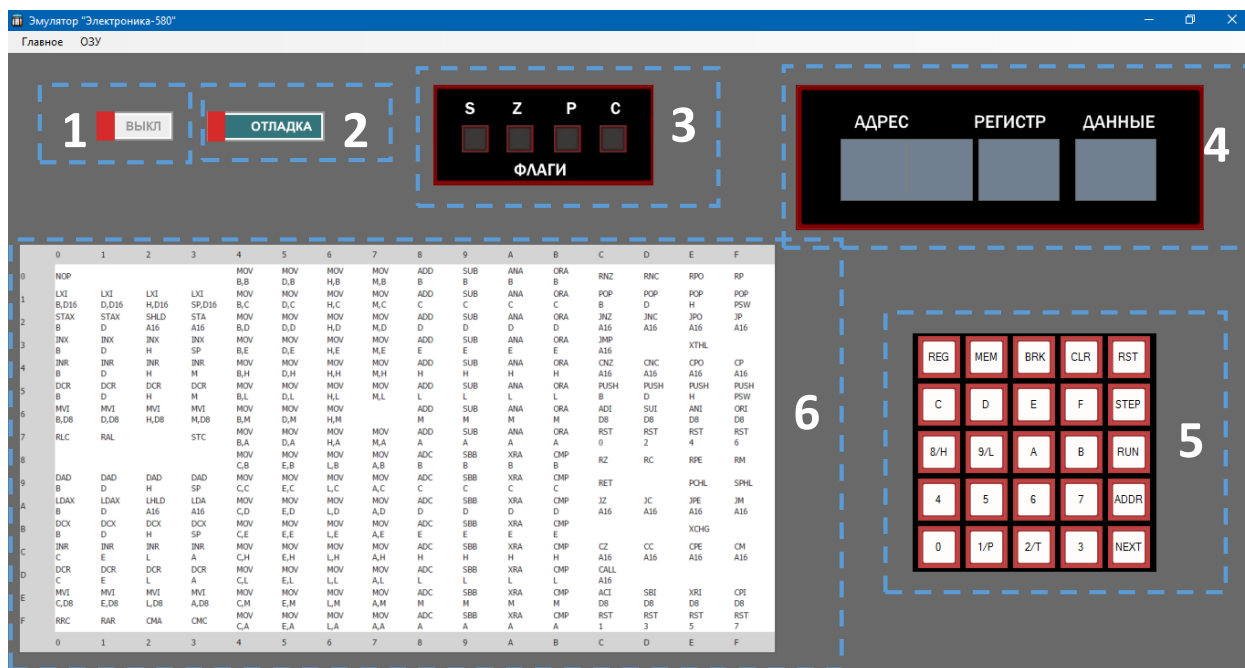 Эмулятор "Электроника-580"
Главное ОЗУ
1 ВЫКЛ
ОТЛАДКА 2
S Z P C
ФЛАГИ
3
АДРЕС РЕГИСТР ДАННЫЕ
4
0 1 2 3 4 5 6 7 8 9 A B C D E F
0 NOP MOV MOV MOV MOV ADD SUB ANA ORA RNZ RNC RPO RP
B,B D,B H,B M,B B B B B
1 LXI LXI LXI LXI MOV MOV MOV MOV ADD SUB ANA ORA POP POP POP POP
B,D16 D,D16 H,D16 SP,D16 B,C D,C H,C M,C C C C C B D H PSW
2 STAX STAX SHLD STA MOV MOV MOV MOV ADD SUB ANA ORA JNZ JNC JPO JP
B D A16 A16 B,D D,D H,D M,D D D D D A16 A16 A16 A16
3 INX INX INX INX MOV MOV MOV MOV ADD SUB ANA ORA JMP XTHL
B D H SP B,E D,E H,E M,E E E E E A16
4 INR INR INR INR MOV MOV MOV MOV ADD SUB ANA ORA CNZ CNC CPO CP
B D H M B,H D,H H,H M,H H H H H A16 A16 A16 A16
5 DCR DCR DCR DCR MOV MOV MOV MOV ADD SUB ANA ORA PUSH PUSH PUSH PUSH
B D H M B,L D,L H,L M,L L L L L B D H PSW
6 MVI MVI MVI MVI MOV MOV MOV ADD SUB ANA ORA ADI SUI ANI ORI
B,D8 D,D8 H,D8 M,D8 B,M D,M H,M M M M M D8 D8 D8 D8
7 RLC RAL STC MOV MOV MOV MOV ADD SUB ANA ORA RST RST RST RST
B,A D,A H,A M,A A A A A 0 2 4 6
8 MOV MOV MOV MOV ADC SBB XRA CMP RZ RC RPE RM
C,B E,B L,B A,B B B B B
9 DAD DAD DAD DAD MOV MOV MOV MOV ADC SBB XRA CMP RET PCHL SPHL
B D H SP C,C E,C L,C A,C C C C C
A LDAX LDAX LHLD LDA MOV MOV MOV MOV ADC SBB XRA CMP JZ JC JPE JM
B D A16 A16 C,D E,D L,D A,D D D D D A16 A16 A16 A16
B DCX DCX DCX DCX MOV MOV MOV MOV ADC SBB XRA CMP XCHG
B D H SP C,E E,E L,E A,E E E E E
C INR INR INR INR MOV MOV MOV MOV ADC SBB XRA CMP CZ CC CPE CM
C E L A C,H E,H L,H A,H H H H H A16 A16 A16 A16
D DCR DCR DCR DCR MOV MOV MOV MOV ADC SBB XRA CMP CALL
C E L A C,L E,L L,L A,L L L L L A16
E MVI MVI MVI MVI MOV MOV MOV MOV ADC SBB XRA CMP ACI SBI XRI CPI
C,D8 E,D8 L,D8 A,D8 C,M E,M L,M A,M M M M M D8 D8 D8 D8
F RRC RAR CMA CMC MOV MOV MOV MOV ADC SBB XRA CMP RST RST RST RST
C,A E,A L,A A,A A A A A 1 3 5 7
0 1 2 3 4 5 6 7 8 9 A B C D E F
6
REG MEM BRK CLR RST
C D E F STEP
8/H 9/L A B RUN
4 5 6 7 ADDR
0 1/P 2/T 3 NEXT
5